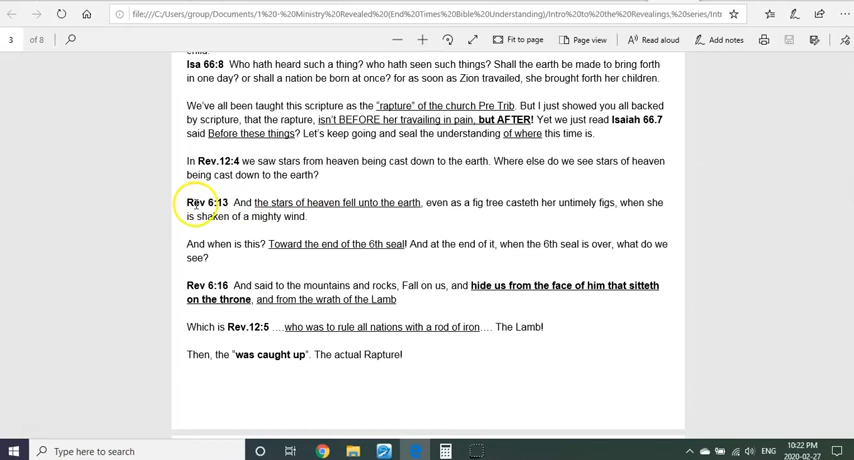 file:///C:/Users/group/Documents/1%20-%20Ministry%20Revealed%20(End%20Times%20Bible%20Understanding)/Intro%20to%20the%20Revealings,%20series/Intr
3 of 8
Fit to page Page view Read aloud Add notes
child.
Isa 66:8 Who hath heard such a thing? who hath seen such things? Shall the earth be made to bring forth
in one day? or shall a nation be born at once? for as soon as Zion travailed, she brought forth her children.
We've all been taught this scripture as the "rapture" of the church Pre Trib. But I just showed you all backed
by scripture, that the rapture, isn't BEFORE her travailing in pain, but AFTER! Yet we just read Isaiah 66.7
said Before these things? Let's keep going and seal the understanding of where this time is.
In Rev.12:4 we saw stars from heaven being cast down to the earth. Where else do we see stars of heaven
being cast down to the earth?
Rev 6:13 And the stars of heaven fell unto the earth, even as a fig tree casteth her untimely figs, when she
is shaken of a mighty wind.
And when is this? Toward the end of the 6th seal! And at the end of it, when the 6th seal is over, what do we
see?
Rev 6:16 And said to the mountains and rocks, Fall on us, and hide us from the face of him that sitteth
on the throne, and from the wrath of the Lamb
Which is Rev.12:5 ....who was to rule all nations with a rod of iron.... The Lamb!
Then, the "was caught up". The actual Rapture!
Type here to search
ENG
10:22 PM
2020-02-27